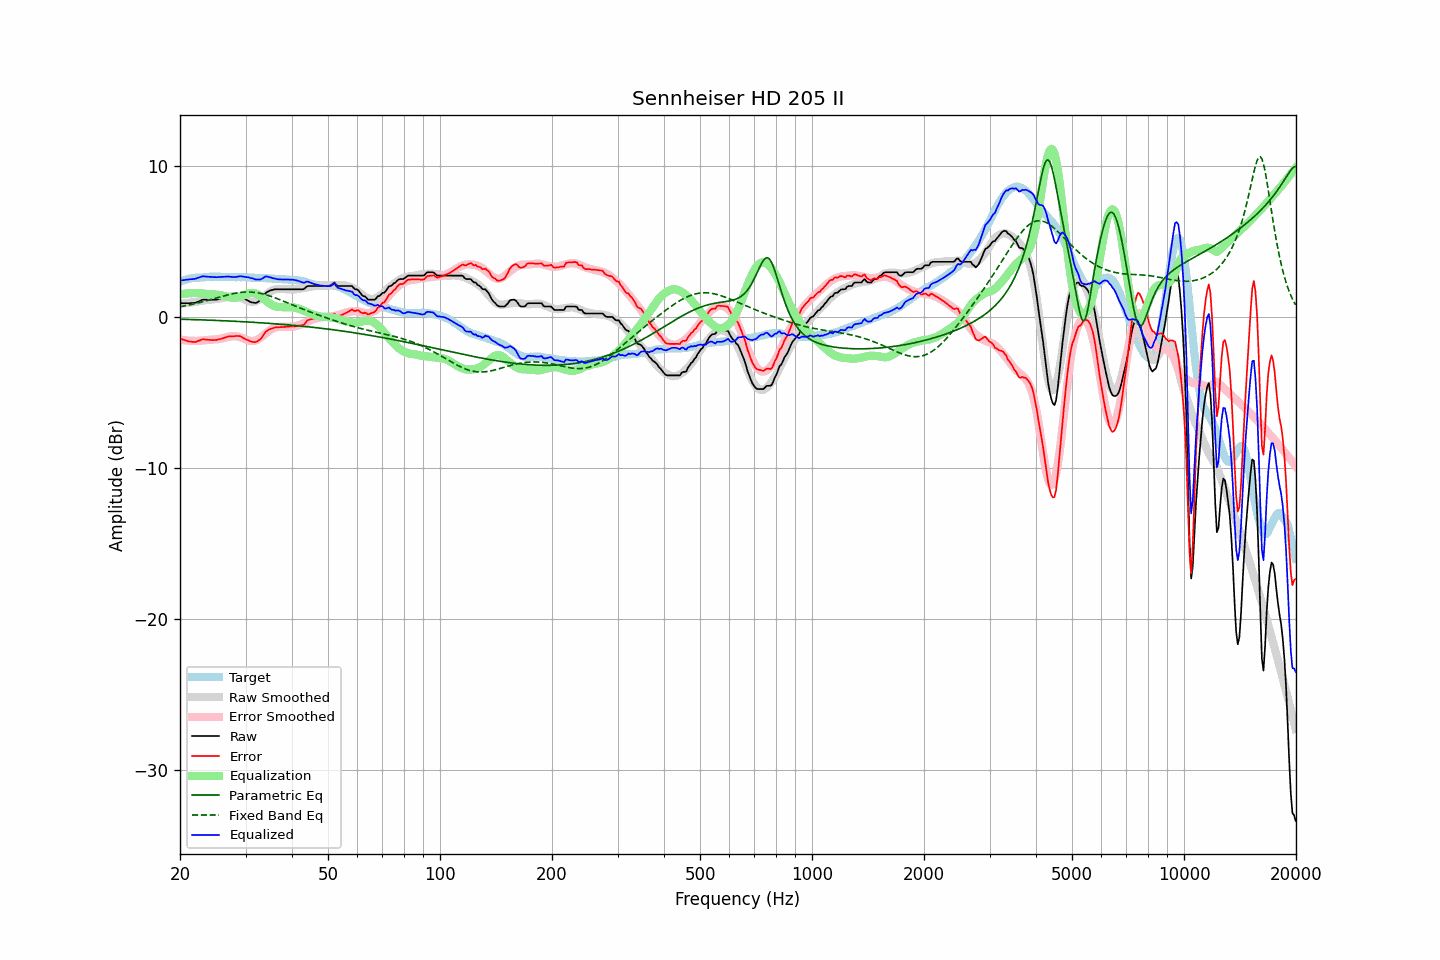 Sennheiser HD 205 II
Amplitude (dBr)
10
0
−10
−20
−30
Target
Raw Smoothed
Error Smoothed
Raw
Error
Equalization
Parametric Eq
Fixed Band Eq
Equalized
20 50 100 200 500 1000 2000 5000 10000 20000
Frequency (Hz)